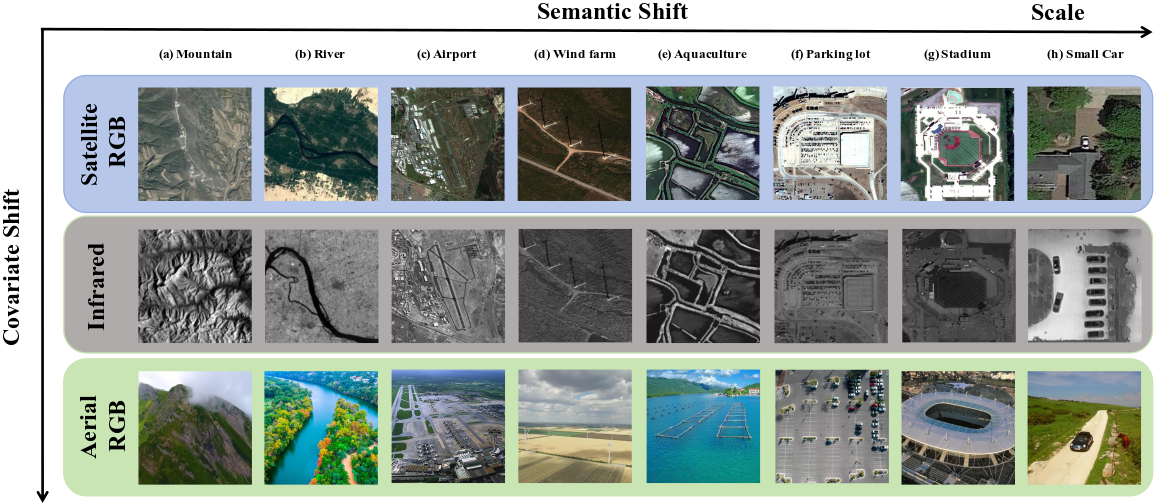 Semantic Shift
Scale
(a) Mountain
(b) River
(c) Airport
(d) Wind farm
(e) Aquaculture
(f) Parking lot
(g) Stadium
(h) Small Car
Covariate Shift
Satellite
RGB
Infrared
Aerial
RGB